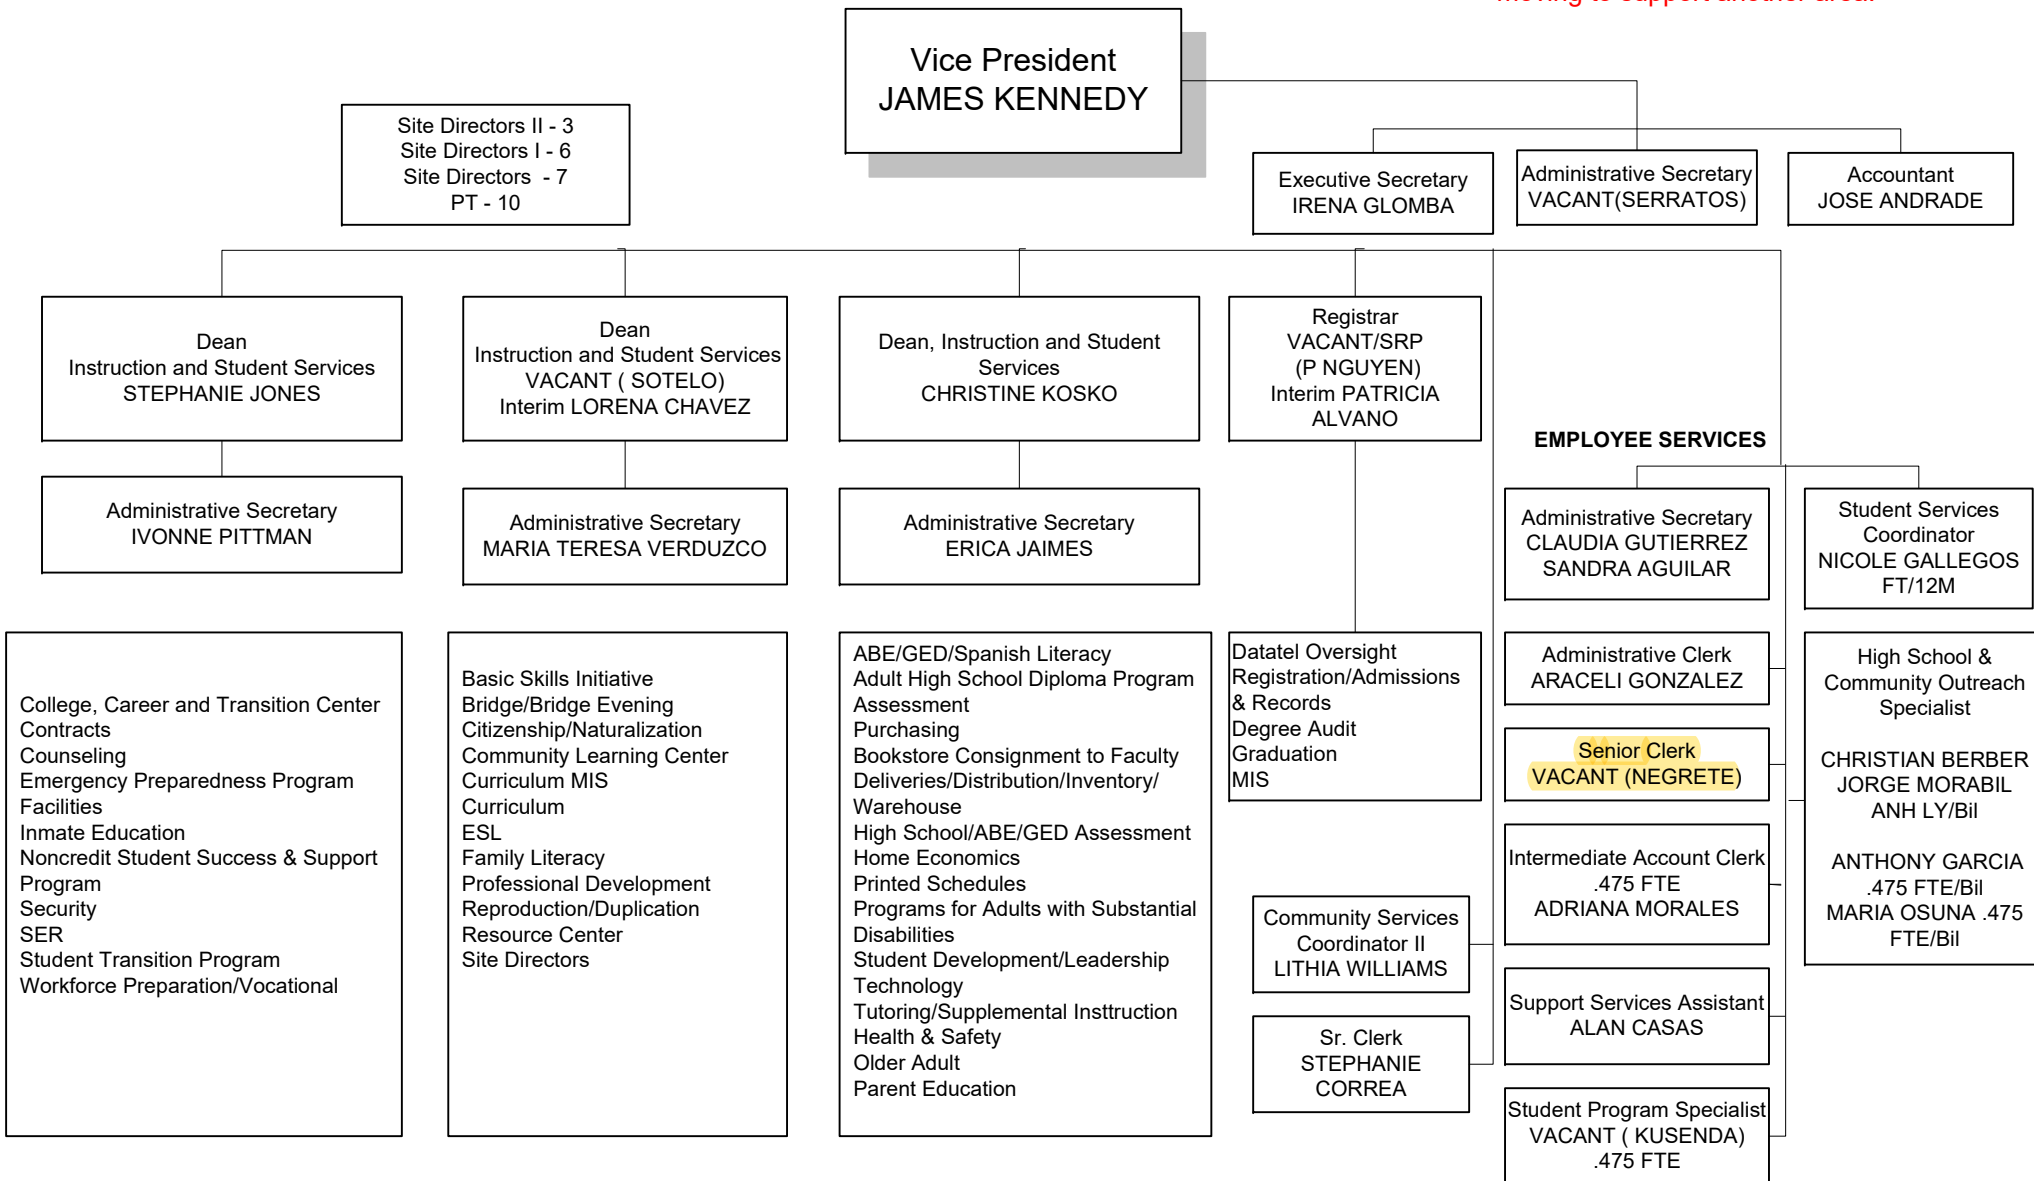 moving to support another area.
Vice President
JAMES KENNEDY
Site Directors II - 3
Site Directors I - 6
Site Directors - 7
PT - 10
Executive Secretary
IRENA GLOMBA
Administrative Secretary
VACANT(SERRATOS)
Accountant
JOSE ANDRADE
Dean
Instruction and Student Services
STEPHANIE JONES
Dean
Instruction and Student Services
VACANT ( SOTELO)
Interim LORENA CHAVEZ
Dean, Instruction and Student
Services
CHRISTINE KOSKO
Registrar
VACANT/SRP
(P NGUYEN)
Interim PATRICIA
ALVANO
EMPLOYEE SERVICES
Administrative Secretary
IVONNE PITTMAN
Administrative Secretary
MARIA TERESA VERDUZCO
Administrative Secretary
ERICA JAIMES
Administrative Secretary
CLAUDIA GUTIERREZ
SANDRA AGUILAR
Student Services
Coordinator
NICOLE GALLEGOS
FT/12M
College, Career and Transition Center
Contracts
Counseling
Emergency Preparedness Program
Facilities
Inmate Education
Noncredit Student Success & Support
Program
Security
SER
Student Transition Program
Workforce Preparation/Vocational
Basic Skills Initiative
Bridge/Bridge Evening
Citizenship/Naturalization
Community Learning Center
Curriculum MIS
Curriculum
ESL
Family Literacy
Professional Development
Reproduction/Duplication
Resource Center
Site Directors
ABE/GED/Spanish Literacy
Adult High School Diploma Program
Assessment
Purchasing
Bookstore Consignment to Faculty
Deliveries/Distribution/Inventory/
Warehouse
High School/ABE/GED Assessment
Home Economics
Printed Schedules
Programs for Adults with Substantial
Disabilities
Student Development/Leadership
Technology
Tutoring/Supplemental Insttruction
Health & Safety
Older Adult
Parent Education
Datatel Oversight
Registration/Admissions
& Records
Degree Audit
Graduation
MIS
Community Services
Coordinator II
LITHIA WILLIAMS
Sr. Clerk
STEPHANIE
CORREA
Administrative Clerk
ARACELI GONZALEZ
Senior Clerk
VACANT (NEGRETE)
Intermediate Account Clerk
.475 FTE
ADRIANA MORALES
Support Services Assistant
ALAN CASAS
Student Program Specialist
VACANT ( KUSENDA)
.475 FTE
High School &
Community Outreach
Specialist
CHRISTIAN BERBER
JORGE MORABIL
ANH LY/Bil
ANTHONY GARCIA
.475 FTE/Bil
MARIA OSUNA .475
FTE/Bil